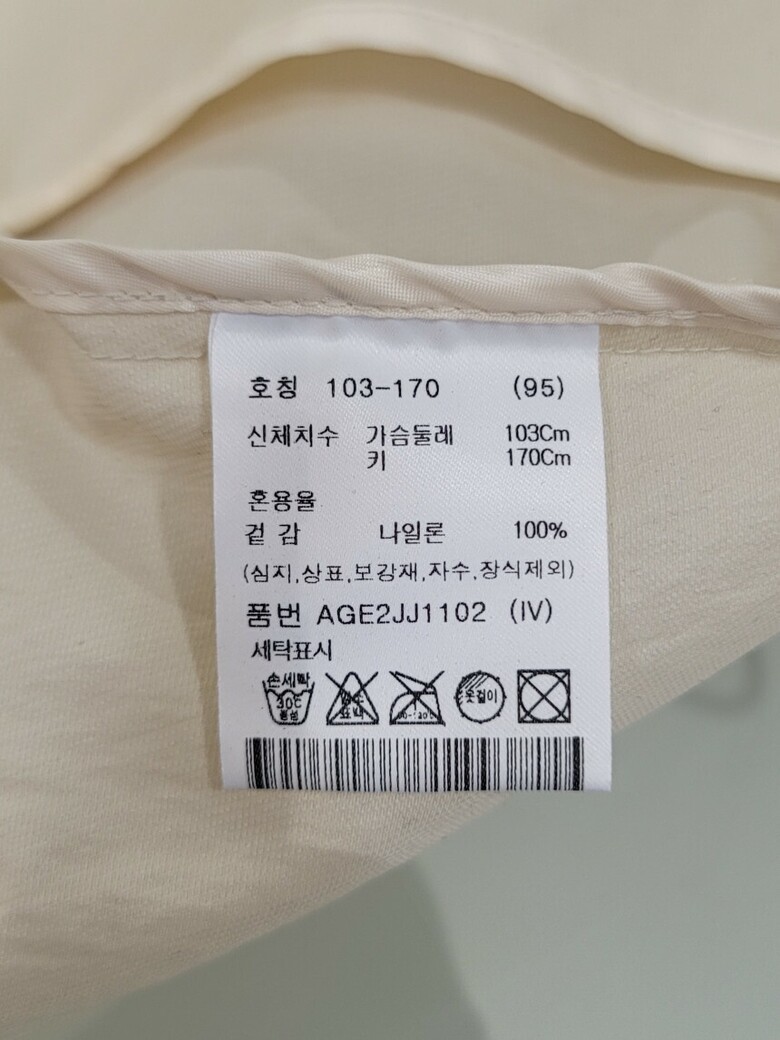 호칭 103-170 (95)
신체치수 가슴둘레 103Cm
키 170Cm
혼용율
겉 감 나일론 100%
(심지,상표,보강재,자수,장식제외)
품번 AGE2JJ1102 (IV)
세탁표시
손세탁
30℃
중성
표백
옷걸이